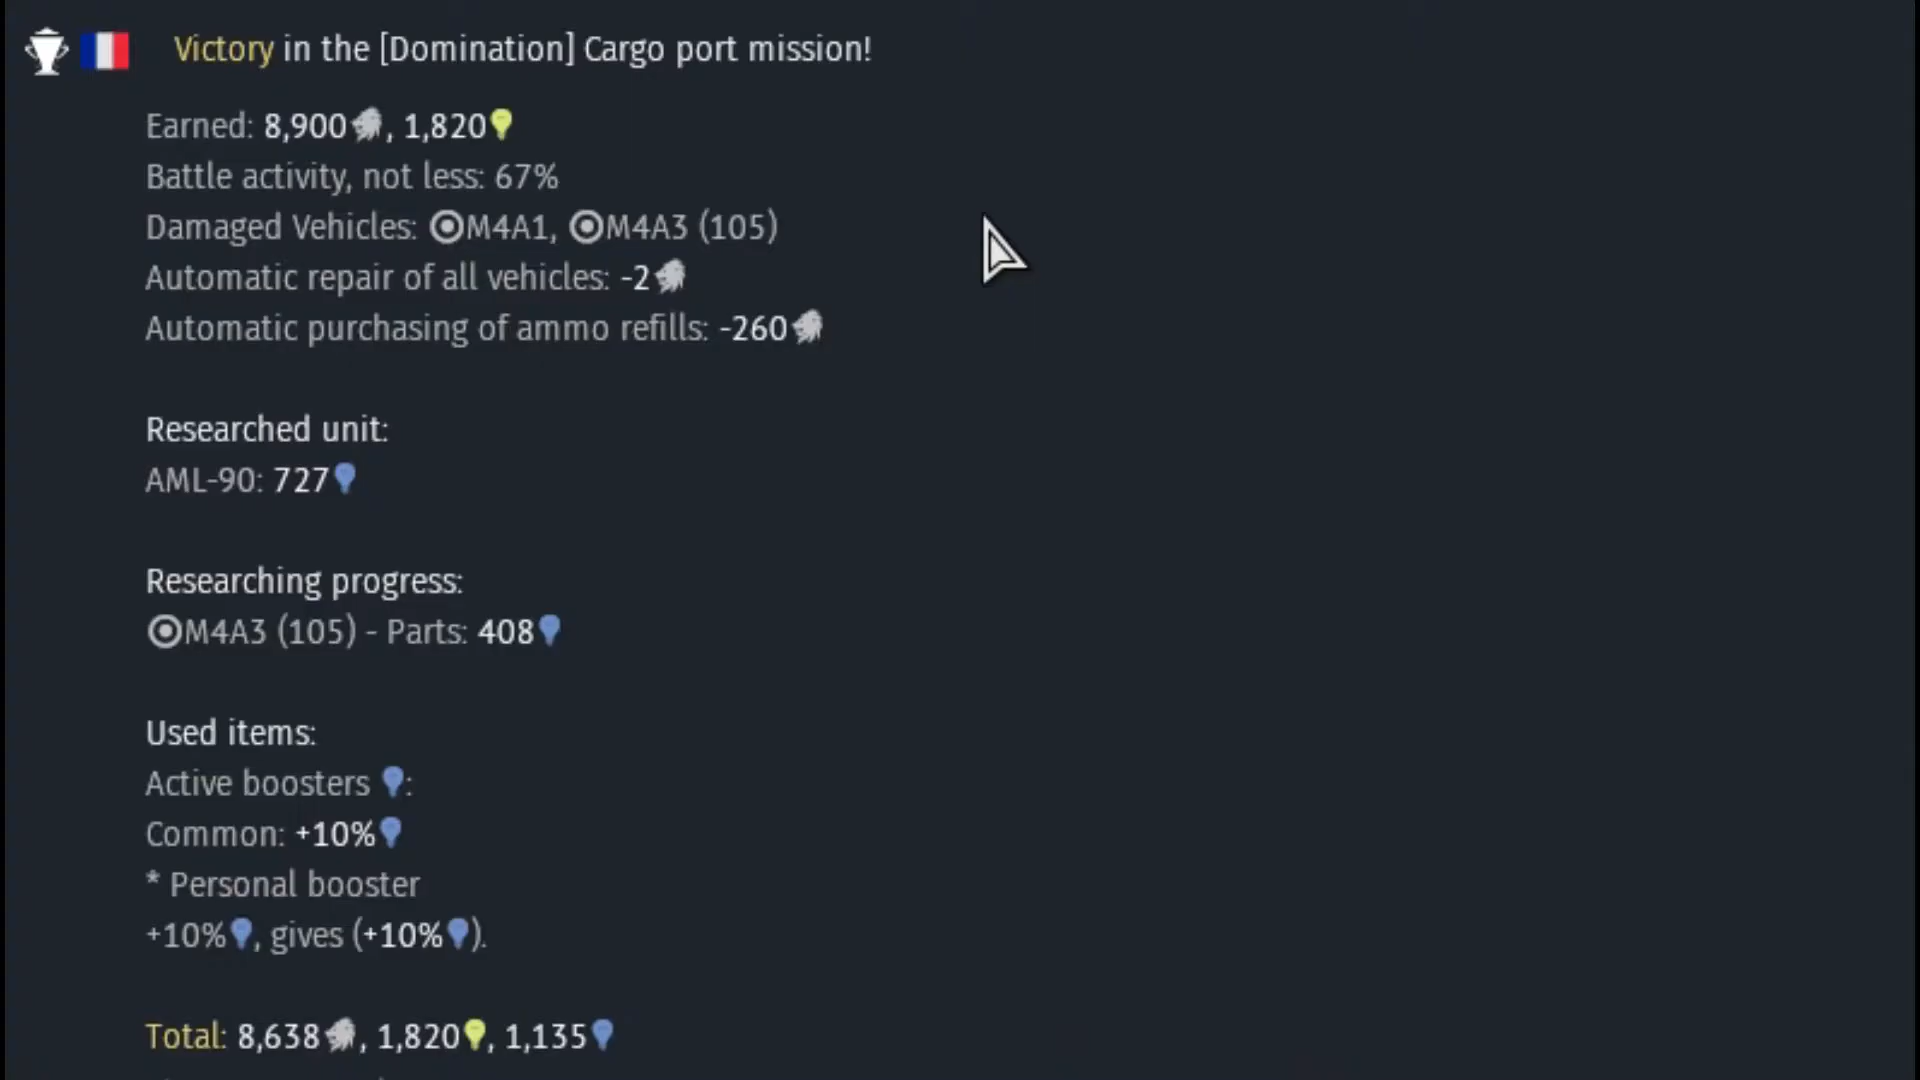 Victory in the [Domination] Cargo port mission!
Earned: 8,900, 1,820
Battle activity, not less: 67%
Damaged Vehicles: M4A1, M4A3 (105)
Automatic repair of all vehicles: -2
Automatic purchasing of ammo refills: -260
Researched unit:
AML-90: 727
Researching progress:
M4A3 (105) - Parts: 408
Used items:
Active boosters :
Common: +10%
* Personal booster
+10%, gives (+10%).
Total: 8,638, 1,820, 1,135